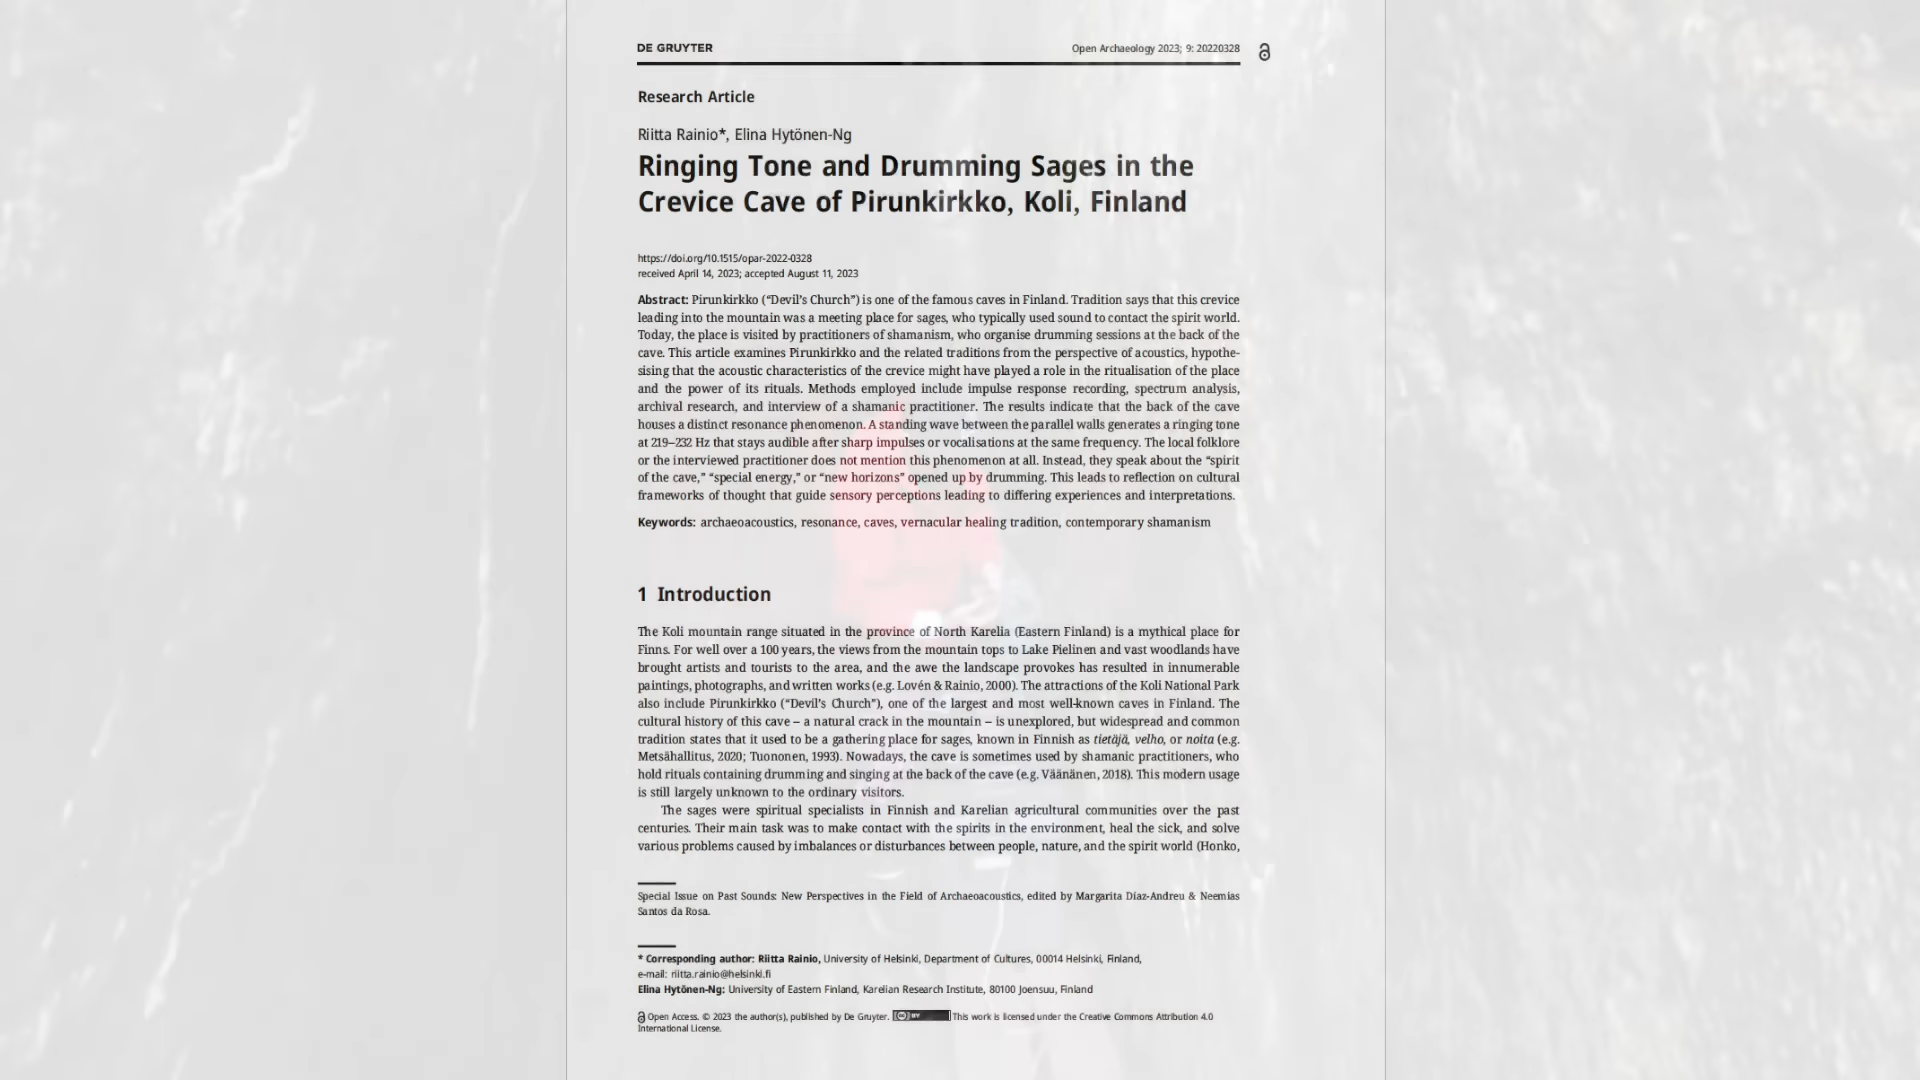 DE GRUYTER
Open Archaeology 2023; 9: 20220328
Research Article
Riitta Rainio*, Elina Hytönen-Ng
Ringing Tone and Drumming Sages in the
Crevice Cave of Pirunkirkko, Koli, Finland
https://doi.org/10.1515/opar-2022-0328
received April 14, 2023; accepted August 11, 2023
Abstract: Pirunkirkko (“Devil’s Church”) is one of the famous caves in Finland. Tradition says that this crevice
leading into the mountain was a meeting place for sages, who typically used sound to contact the spirit world.
Today, the place is visited by practitioners of shamanism, who organise drumming sessions at the back of the
cave. This article examines Pirunkirkko and the related traditions from the perspective of acoustics, hypothe-
sising that the acoustic characteristics of the crevice might have played a role in the ritualisation of the place
and the power of its rituals. Methods employed include impulse response recording, spectrum analysis,
archival research, and interview of a shamanic practitioner. The results indicate that the back of the cave
houses a distinct resonance phenomenon. A standing wave between the parallel walls generates a ringing tone
at 219–232 Hz that stays audible after sharp impulses or vocalisations at the same frequency. The local folklore
or the interviewed practitioner does not mention this phenomenon at all. Instead, they speak about the “spirit
of the cave,” “special energy,” or “new horizons” opened up by drumming. This leads to reflection on cultural
frameworks of thought that guide sensory perceptions leading to differing experiences and interpretations.
Keywords: archaeoacoustics, resonance, caves, vernacular healing tradition, contemporary shamanism
1 Introduction
The Koli mountain range situated in the province of North Karelia (Eastern Finland) is a mythical place for
Finns. For well over a 100 years, the views from the mountain tops to Lake Pielinen and vast woodlands have
brought artists and tourists to the area, and the awe the landscape provokes has resulted in innumerable
paintings, photographs, and written works (e.g. Lovén & Rainio, 2000). The attractions of the Koli National Park
also include Pirunkirkko (“Devil’s Church”), one of the largest and most well-known caves in Finland. The
cultural history of this cave – a natural crack in the mountain – is unexplored, but widespread and common
tradition states that it used to be a gathering place for sages, known in Finnish as tietäjä, velho, or noita (e.g.
Metsähallitus, 2020; Tuononen, 1993). Nowadays, the cave is sometimes used by shamanic practitioners, who
hold rituals containing drumming and singing at the back of the cave (e.g. Väänänen, 2018). This modern usage
is still largely unknown to the ordinary visitors.
The sages were spiritual specialists in Finnish and Karelian agricultural communities over the past
centuries. Their main task was to make contact with the spirits in the environment, heal the sick, and solve
various problems caused by imbalances or disturbances between people, nature, and the spirit world (Honko,
Special Issue on Past Sounds: New Perspectives in the Field of Archaeoacoustics, edited by Margarita Díaz-Andreu & Neemias
Santos da Rosa.
* Corresponding author: Riitta Rainio, University of Helsinki, Department of Cultures, 00014 Helsinki, Finland,
e-mail: riitta.rainio@helsinki.fi
Elina Hytönen-Ng: University of Eastern Finland, Karelian Research Institute, 80100 Joensuu, Finland
Open Access. © 2023 the author(s), published by De Gruyter. (cc) BY This work is licensed under the Creative Commons Attribution 4.0
International License.